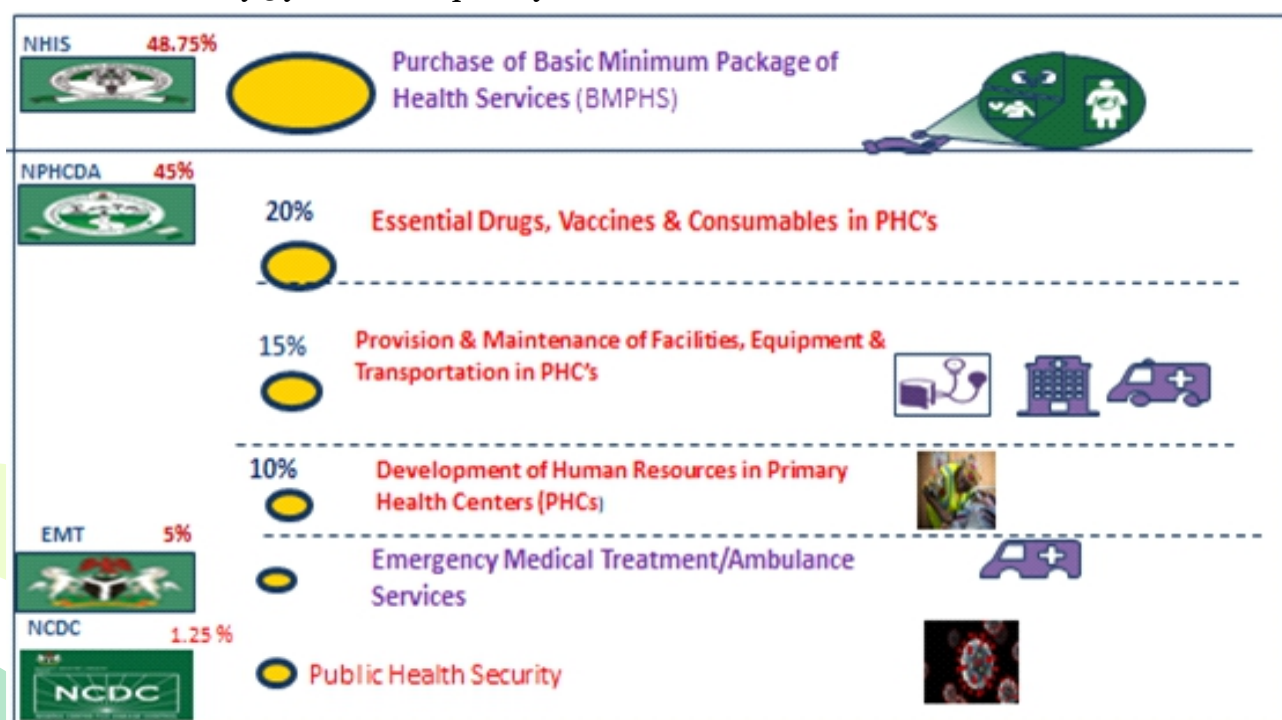 NHIS 48.75%
Purchase of Basic Minimum Package of
Health Services (BMPHS)
NPHCDA 45%
20%
Essential Drugs, Vaccines & Consumables in PHC's
15%
Provision & Maintenance of Facilities, Equipment &
Transportation in PHC's
10%
Development of Human Resources in Primary
Health Centers (PHCs)
EMT 5%
Emergency Medical Treatment/Ambulance
Services
NCDC 1.25 %
Public Health Security
NCDC